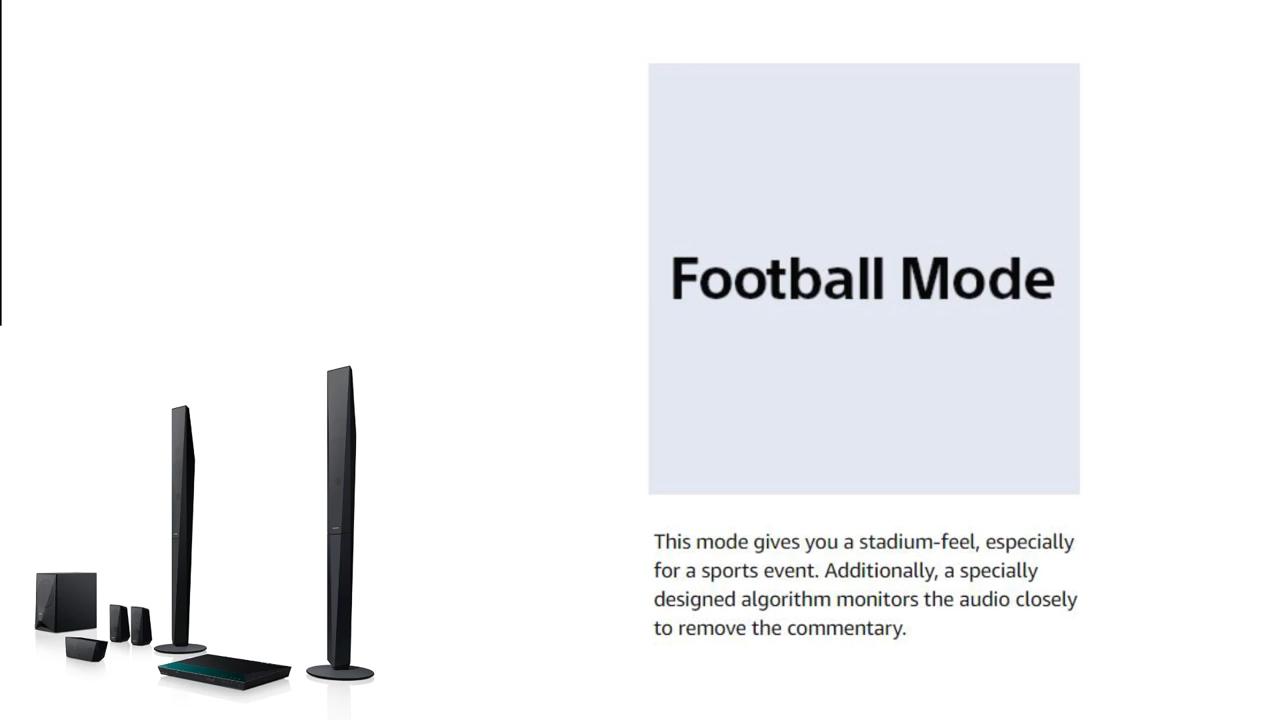 Football Mode
This mode gives you a stadium-feel, especially
for a sports event. Additionally, a specially
designed algorithm monitors the audio closely
to remove the commentary.